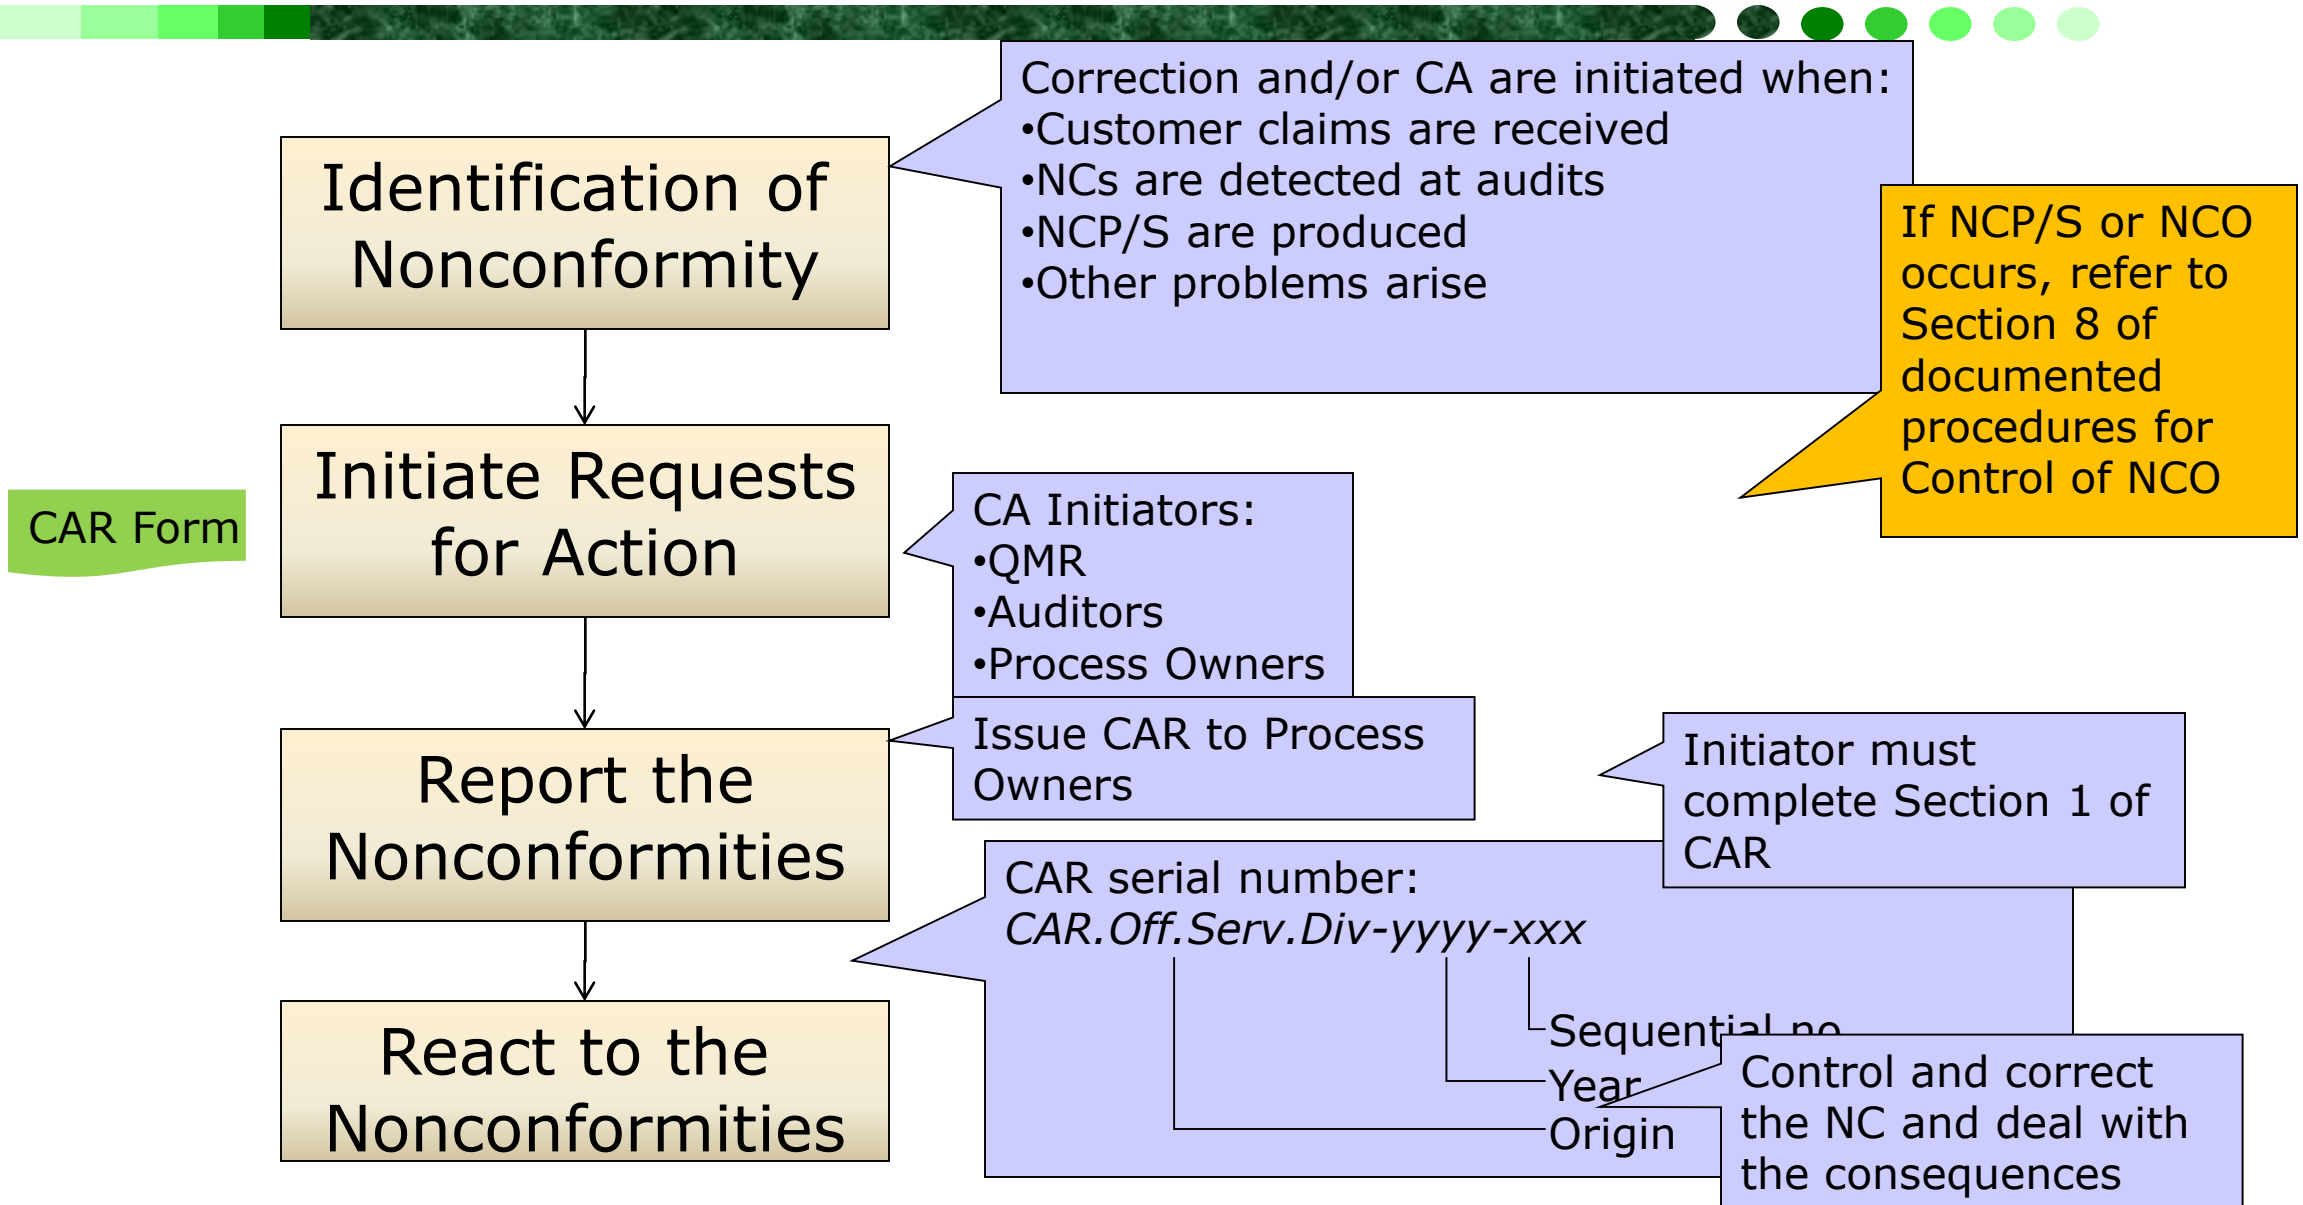 Correction and/or CA are initiated when:
•Customer claims are received
•NCs are detected at audits
•NCP/S are produced
•Other problems arise
Identification of
Nonconformity
If NCP/S or NCO
occurs, refer to
Section 8 of
documented
procedures for
Control of NCO
CAR Form
Initiate Requests
for Action
CA Initiators:
•QMR
•Auditors
•Process Owners
Report the
Nonconformities
Issue CAR to Process
Owners
Initiator must
complete Section 1 of
CAR
CAR serial number:
CAR.Off.Serv.Div-yyyy-xxx
Sequential no
Year
Origin
React to the
Nonconformities
Control and correct
the NC and deal with
the consequences